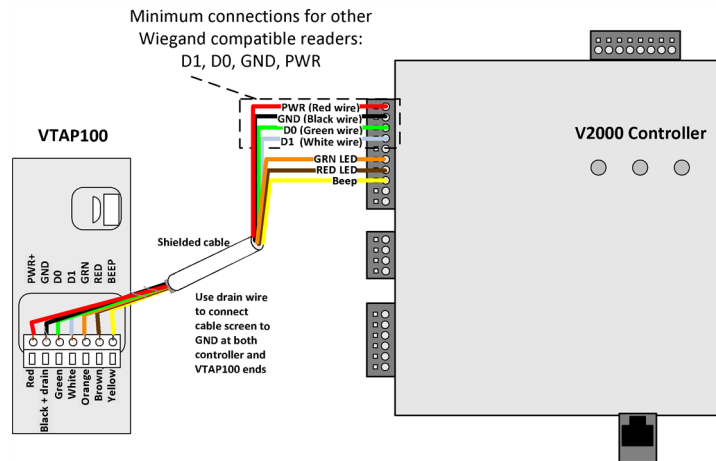 Minimum connections for other
Wiegand compatible readers:
D1, D0, GND, PWR
PWR (Red wire)
GND (Black wire)
D0 (Green wire)
D1 (White wire)
GRN LED
RED LED
Beep
V2000 Controller
VTAP100
Shielded cable
PWR+
GND
D0
D1
GRN
RED
BEEP
Use drain wire
to connect
cable screen to
GND at both
controller and
VTAP100 ends
Red
Black + drain
Green
White
Orange
Brown
Yellow